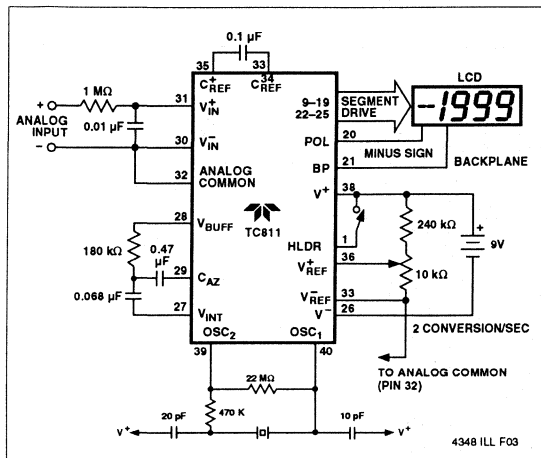 0.1 µF
35
33
C+REF
34
C-REF
LCD
-1999
1 MΩ
+
ANALOG
INPUT
–
31
V+IN
0.01 µF
30
V–IN
ANALOG
COMMON
32
9–19
22–25
SEGMENT
DRIVE
POL
20
MINUS SIGN
BP
21
BACKPLANE
V+
38
TC811
28
VBUFF
180 kΩ
0.47
µF
29
CAZ
0.068 µF
27
VINT
HLDR
1
240 kΩ
+
9V
V+REF
36
10 kΩ
V–REF
33
V–
26
2 CONVERSION/SEC
OSC2
39
OSC1
40
TO ANALOG COMMON
(PIN 32)
22 MΩ
470 K
20 pF
10 pF
V+
V+
4348 ILL F03